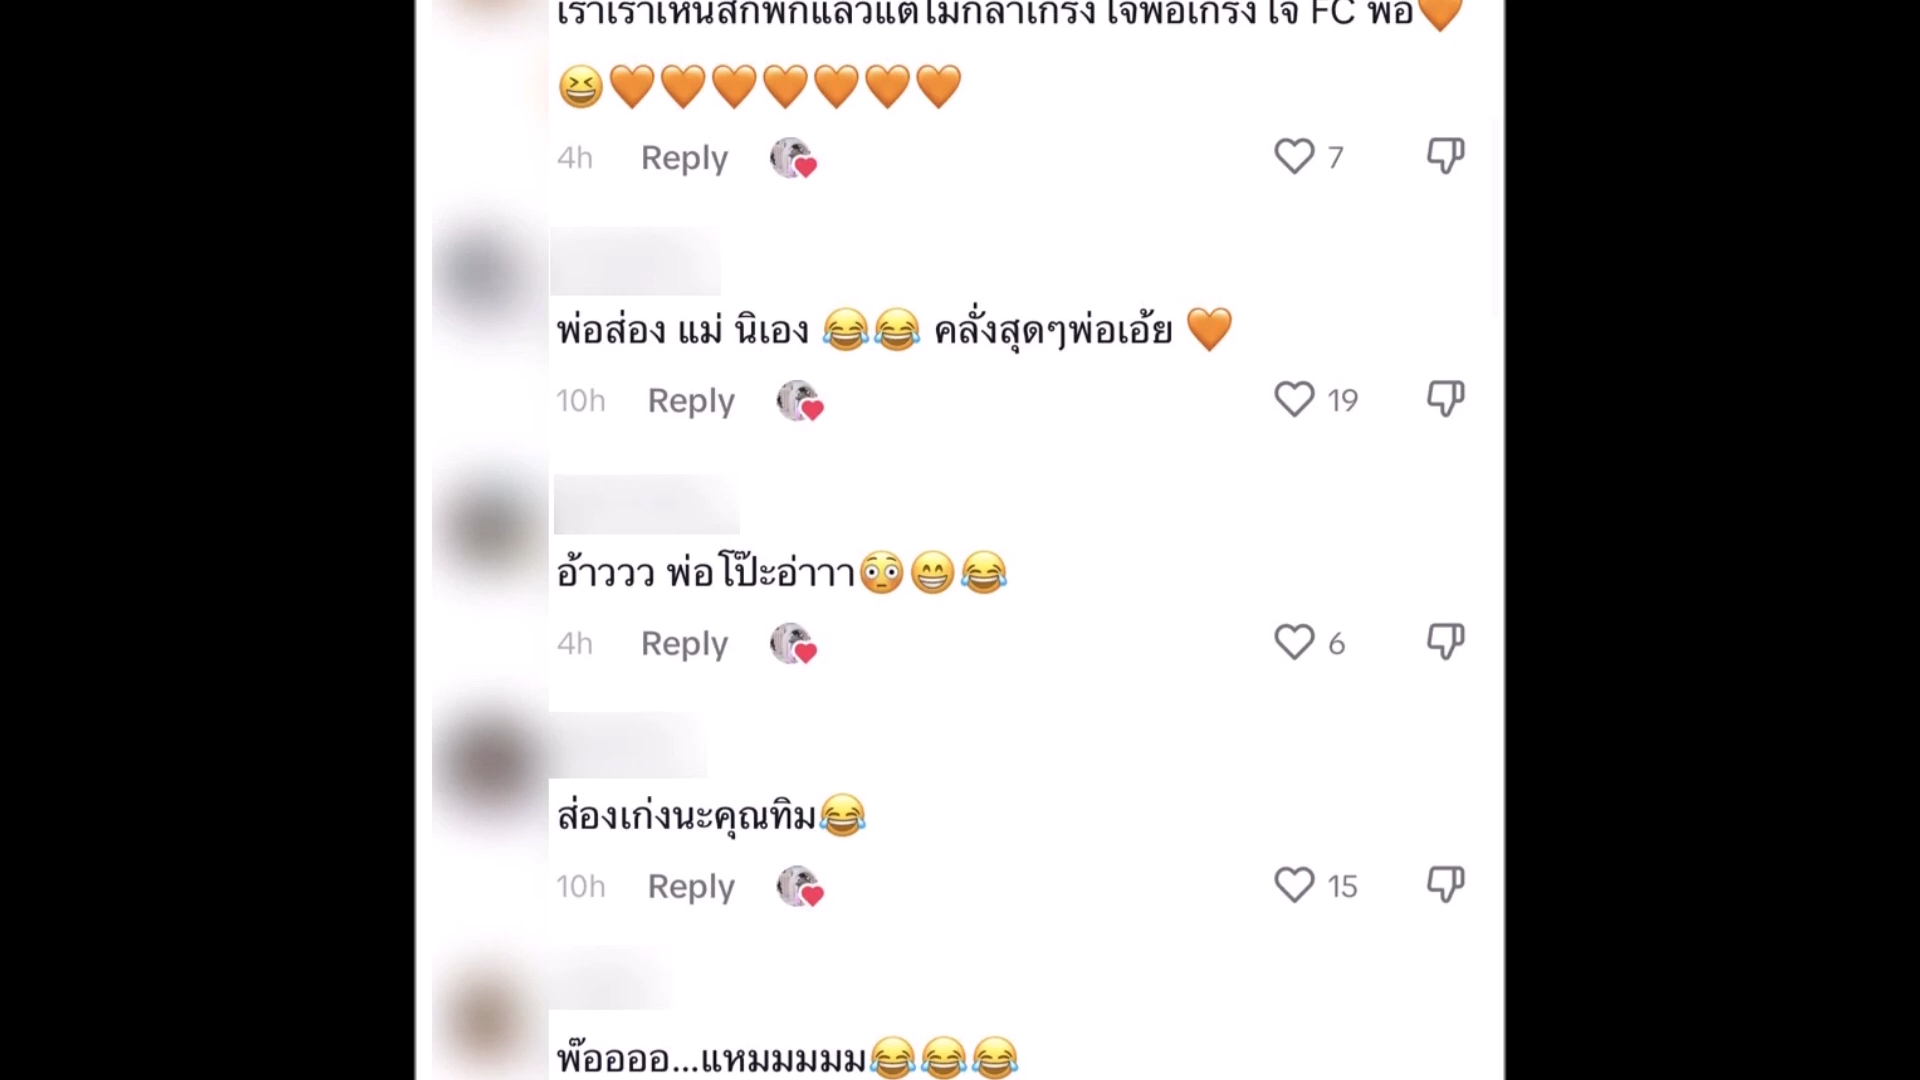 เราเราเห็นสักพักแล้วแต่ไม่กล้าเกรงใจพ่อเกรงใจ FC พ่อ🧡
😆🧡🧡🧡🧡🧡🧡🧡
4h Reply 7
พ่อส่อง แม่ นิเอง 😂😂 คลั่งสุดๆพ่อเอ้ย 🧡
10h Reply 19
อ้าววว พ่อโป๊ะอ่าาา😳😁😂
4h Reply 6
ส่องเก่งนะคุณทิม😂
10h Reply 15
พ๊ออออ...แหมมมมม😂😂😂